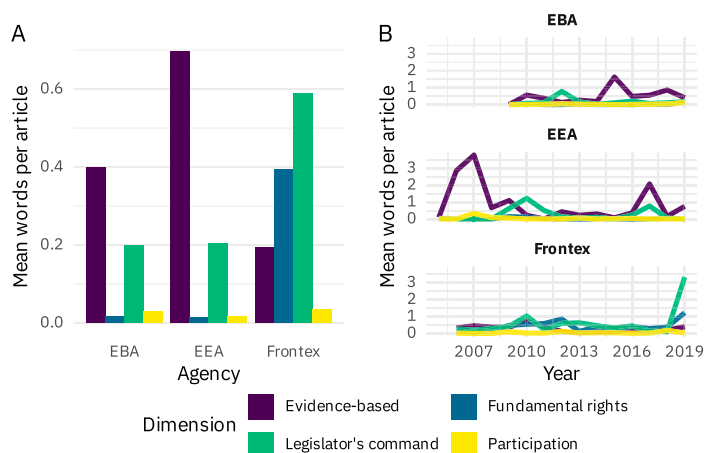 A
Mean words per article
0.6
0.4
0.2
0.0
EBA
EEA
Frontex
Agency
B
Mean words per article
EBA
3
2
1
0
EEA
3
2
1
0
Frontex
3
2
1
0
2007
2010
2013
2016
2019
Year
Dimension
Evidence-based
Fundamental rights
Legislator's command
Participation